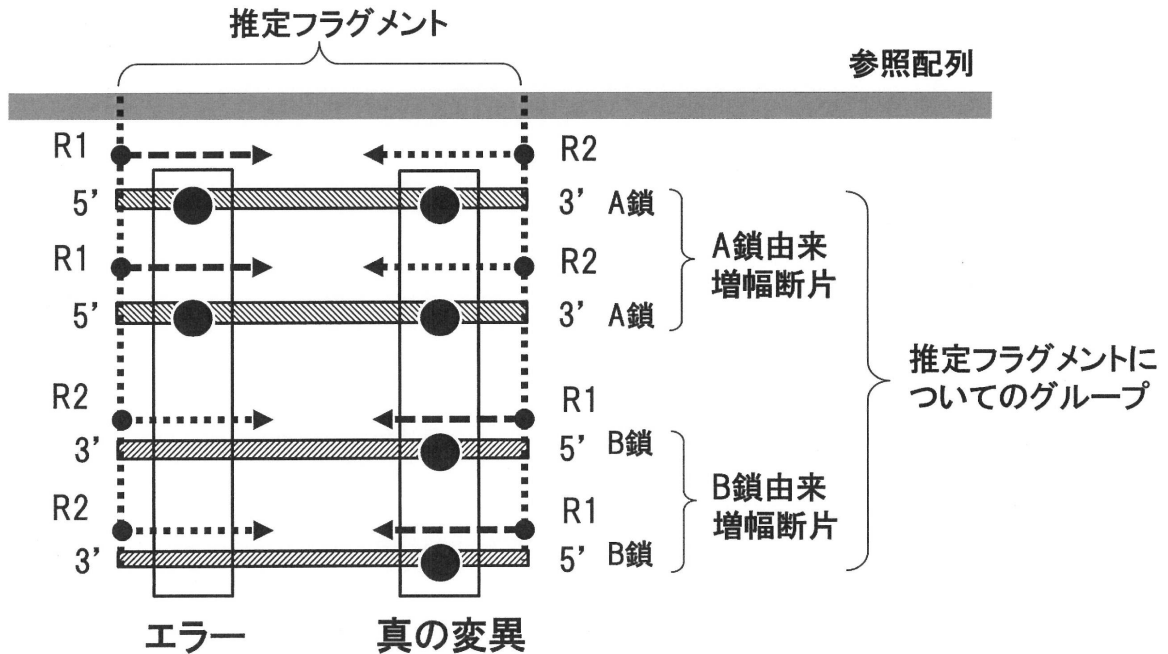 推定フラグメント
参照配列
R1 R2
5’ 3’ A鎖
R1 R2
5’ 3’ A鎖
A鎖由来
増幅断片
R2 R1
3’ 5’ B鎖
R2 R1
3’ 5’ B鎖
B鎖由来
増幅断片
推定フラグメントに
ついてのグループ
エラー
真の変異